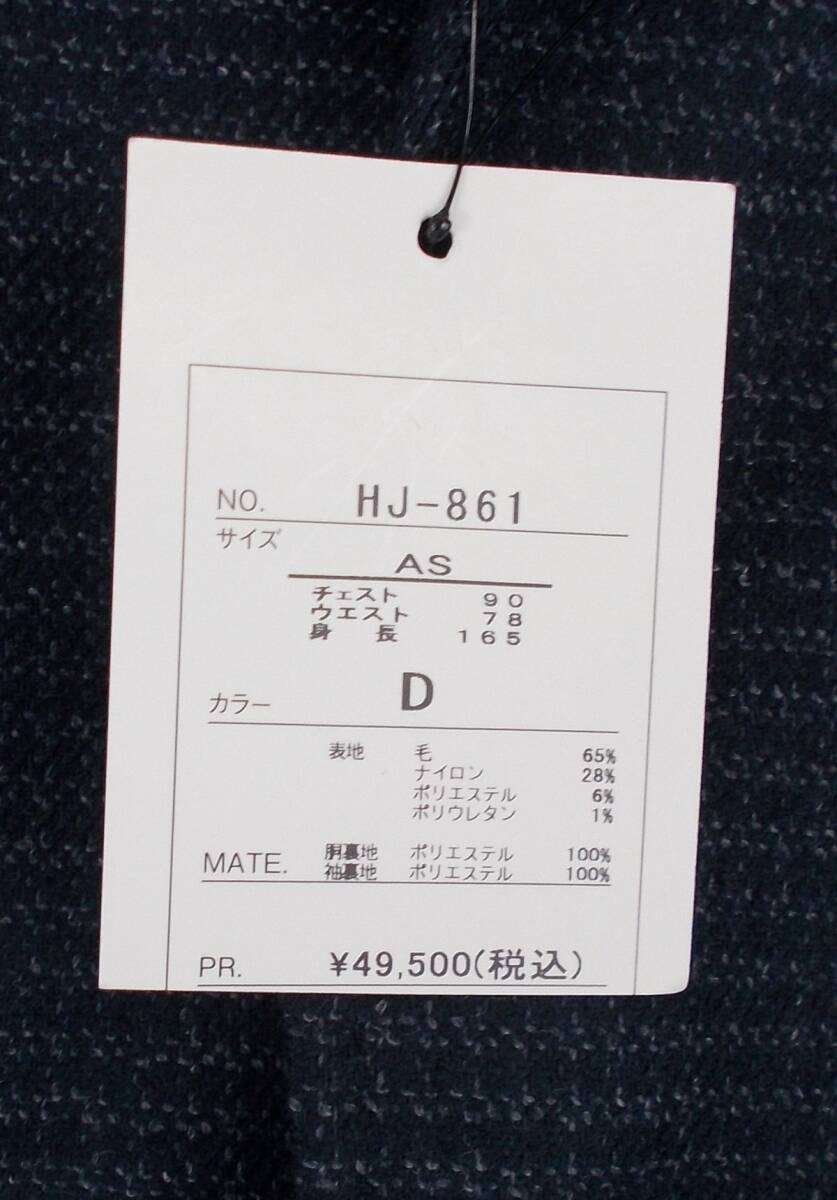 NO. HJ-861
サイズ
AS
チェスト 90
ウエスト 78
身 長 165
カラー D
表地 毛 65%
ナイロン 28%
ポリエステル 6%
ポリウレタン 1%
胴裏地 ポリエステル 100%
MATE. 袖裏地 ポリエステル 100%
PR. ¥49,500(税込)